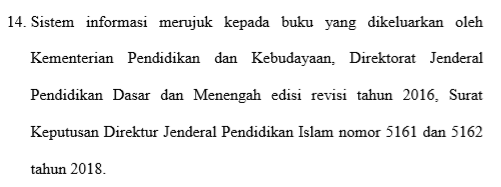 14. Sistem informasi merujuk kepada buku yang dikeluarkan oleh
Kementerian Pendidikan dan Kebudayaan, Direktorat Jenderal
Pendidikan Dasar dan Menengah edisi revisi tahun 2016, Surat
Keputusan Direktur Jenderal Pendidikan Islam nomor 5161 dan 5162
tahun 2018.